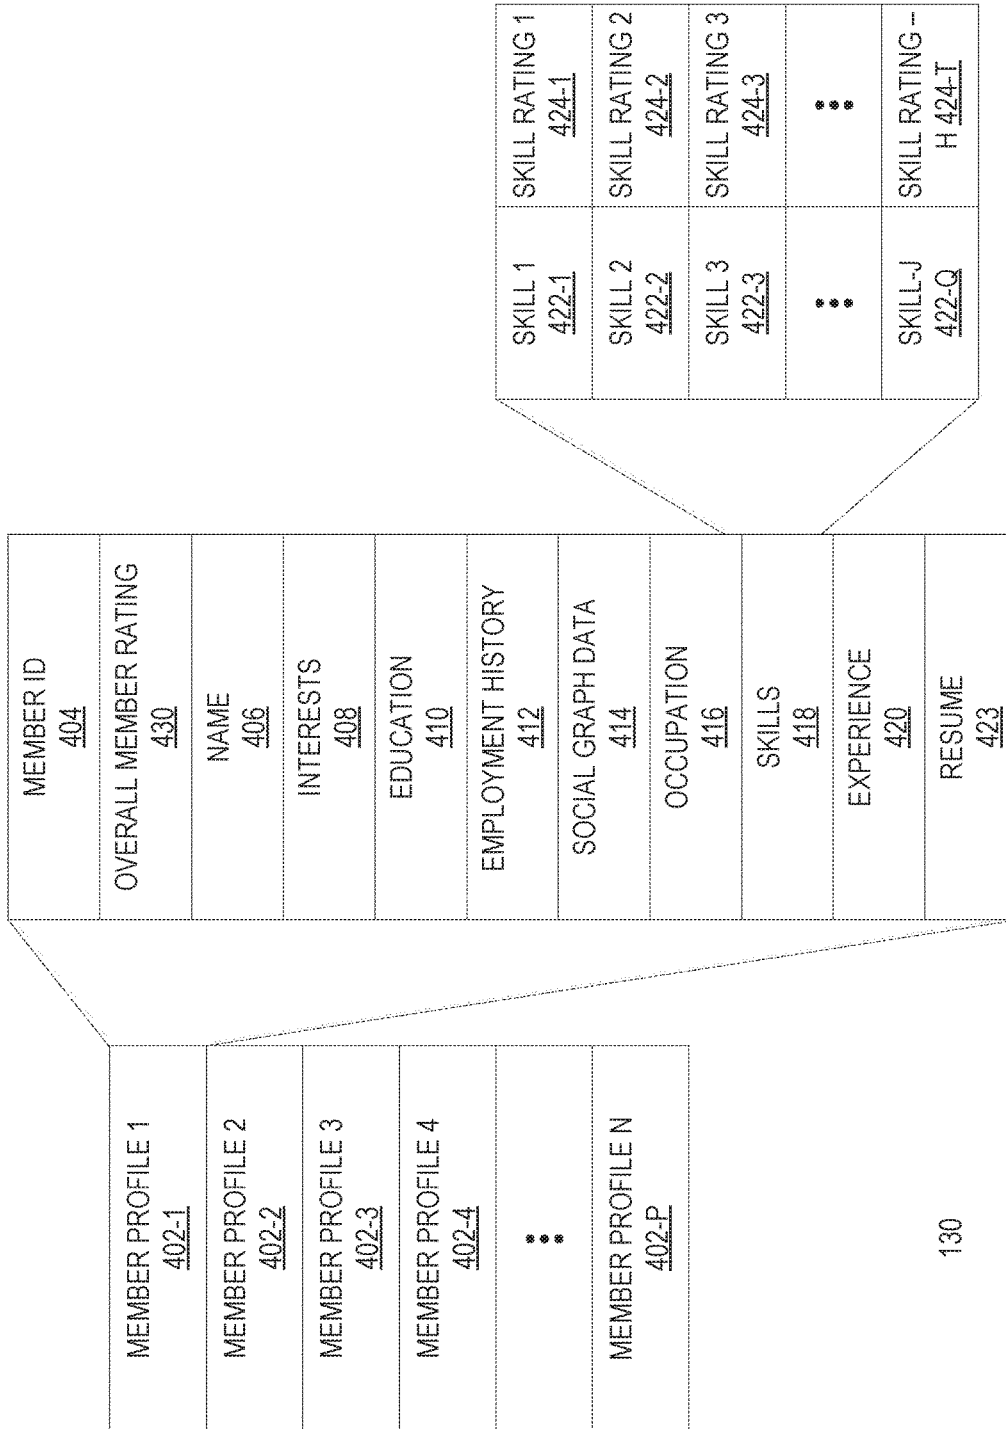 MEMBER PROFILE 1
402-1
MEMBER PROFILE 2
402-2
MEMBER PROFILE 3
402-3
MEMBER PROFILE 4
402-4
•••
MEMBER PROFILE N
402-P
130
MEMBER ID
404
OVERALL MEMBER RATING
430
NAME
406
INTERESTS
408
EDUCATION
410
EMPLOYMENT HISTORY
412
SOCIAL GRAPH DATA
414
OCCUPATION
416
SKILLS
418
EXPERIENCE
420
RESUME
423
SKILL 1
422-1
SKILL RATING 1
424-1
SKILL 2
422-2
SKILL RATING 2
424-2
SKILL 3
422-3
SKILL RATING 3
424-3
•••
•••
SKILL-J
422-Q
SKILL RATING –
H 424-T